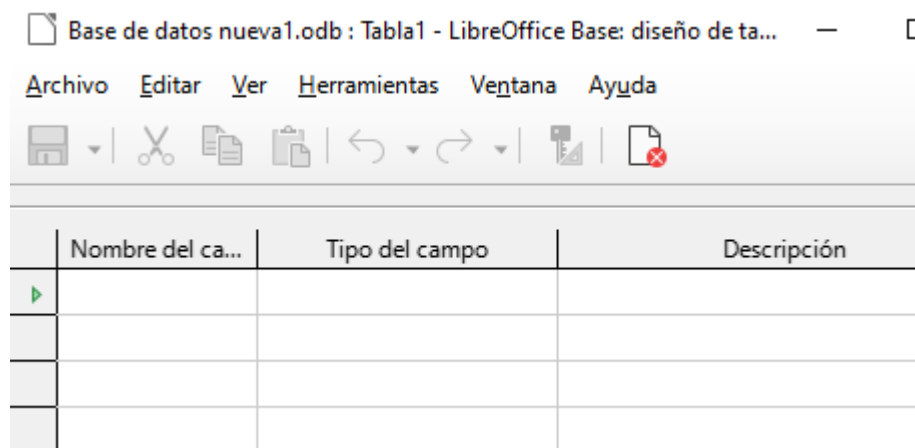 Base de datos nueva1.odb : Tabla1 - LibreOffice Base: diseño de ta...
Archivo Editar Ver Herramientas Ventana Ayuda
Nombre del ca... Tipo del campo Descripción